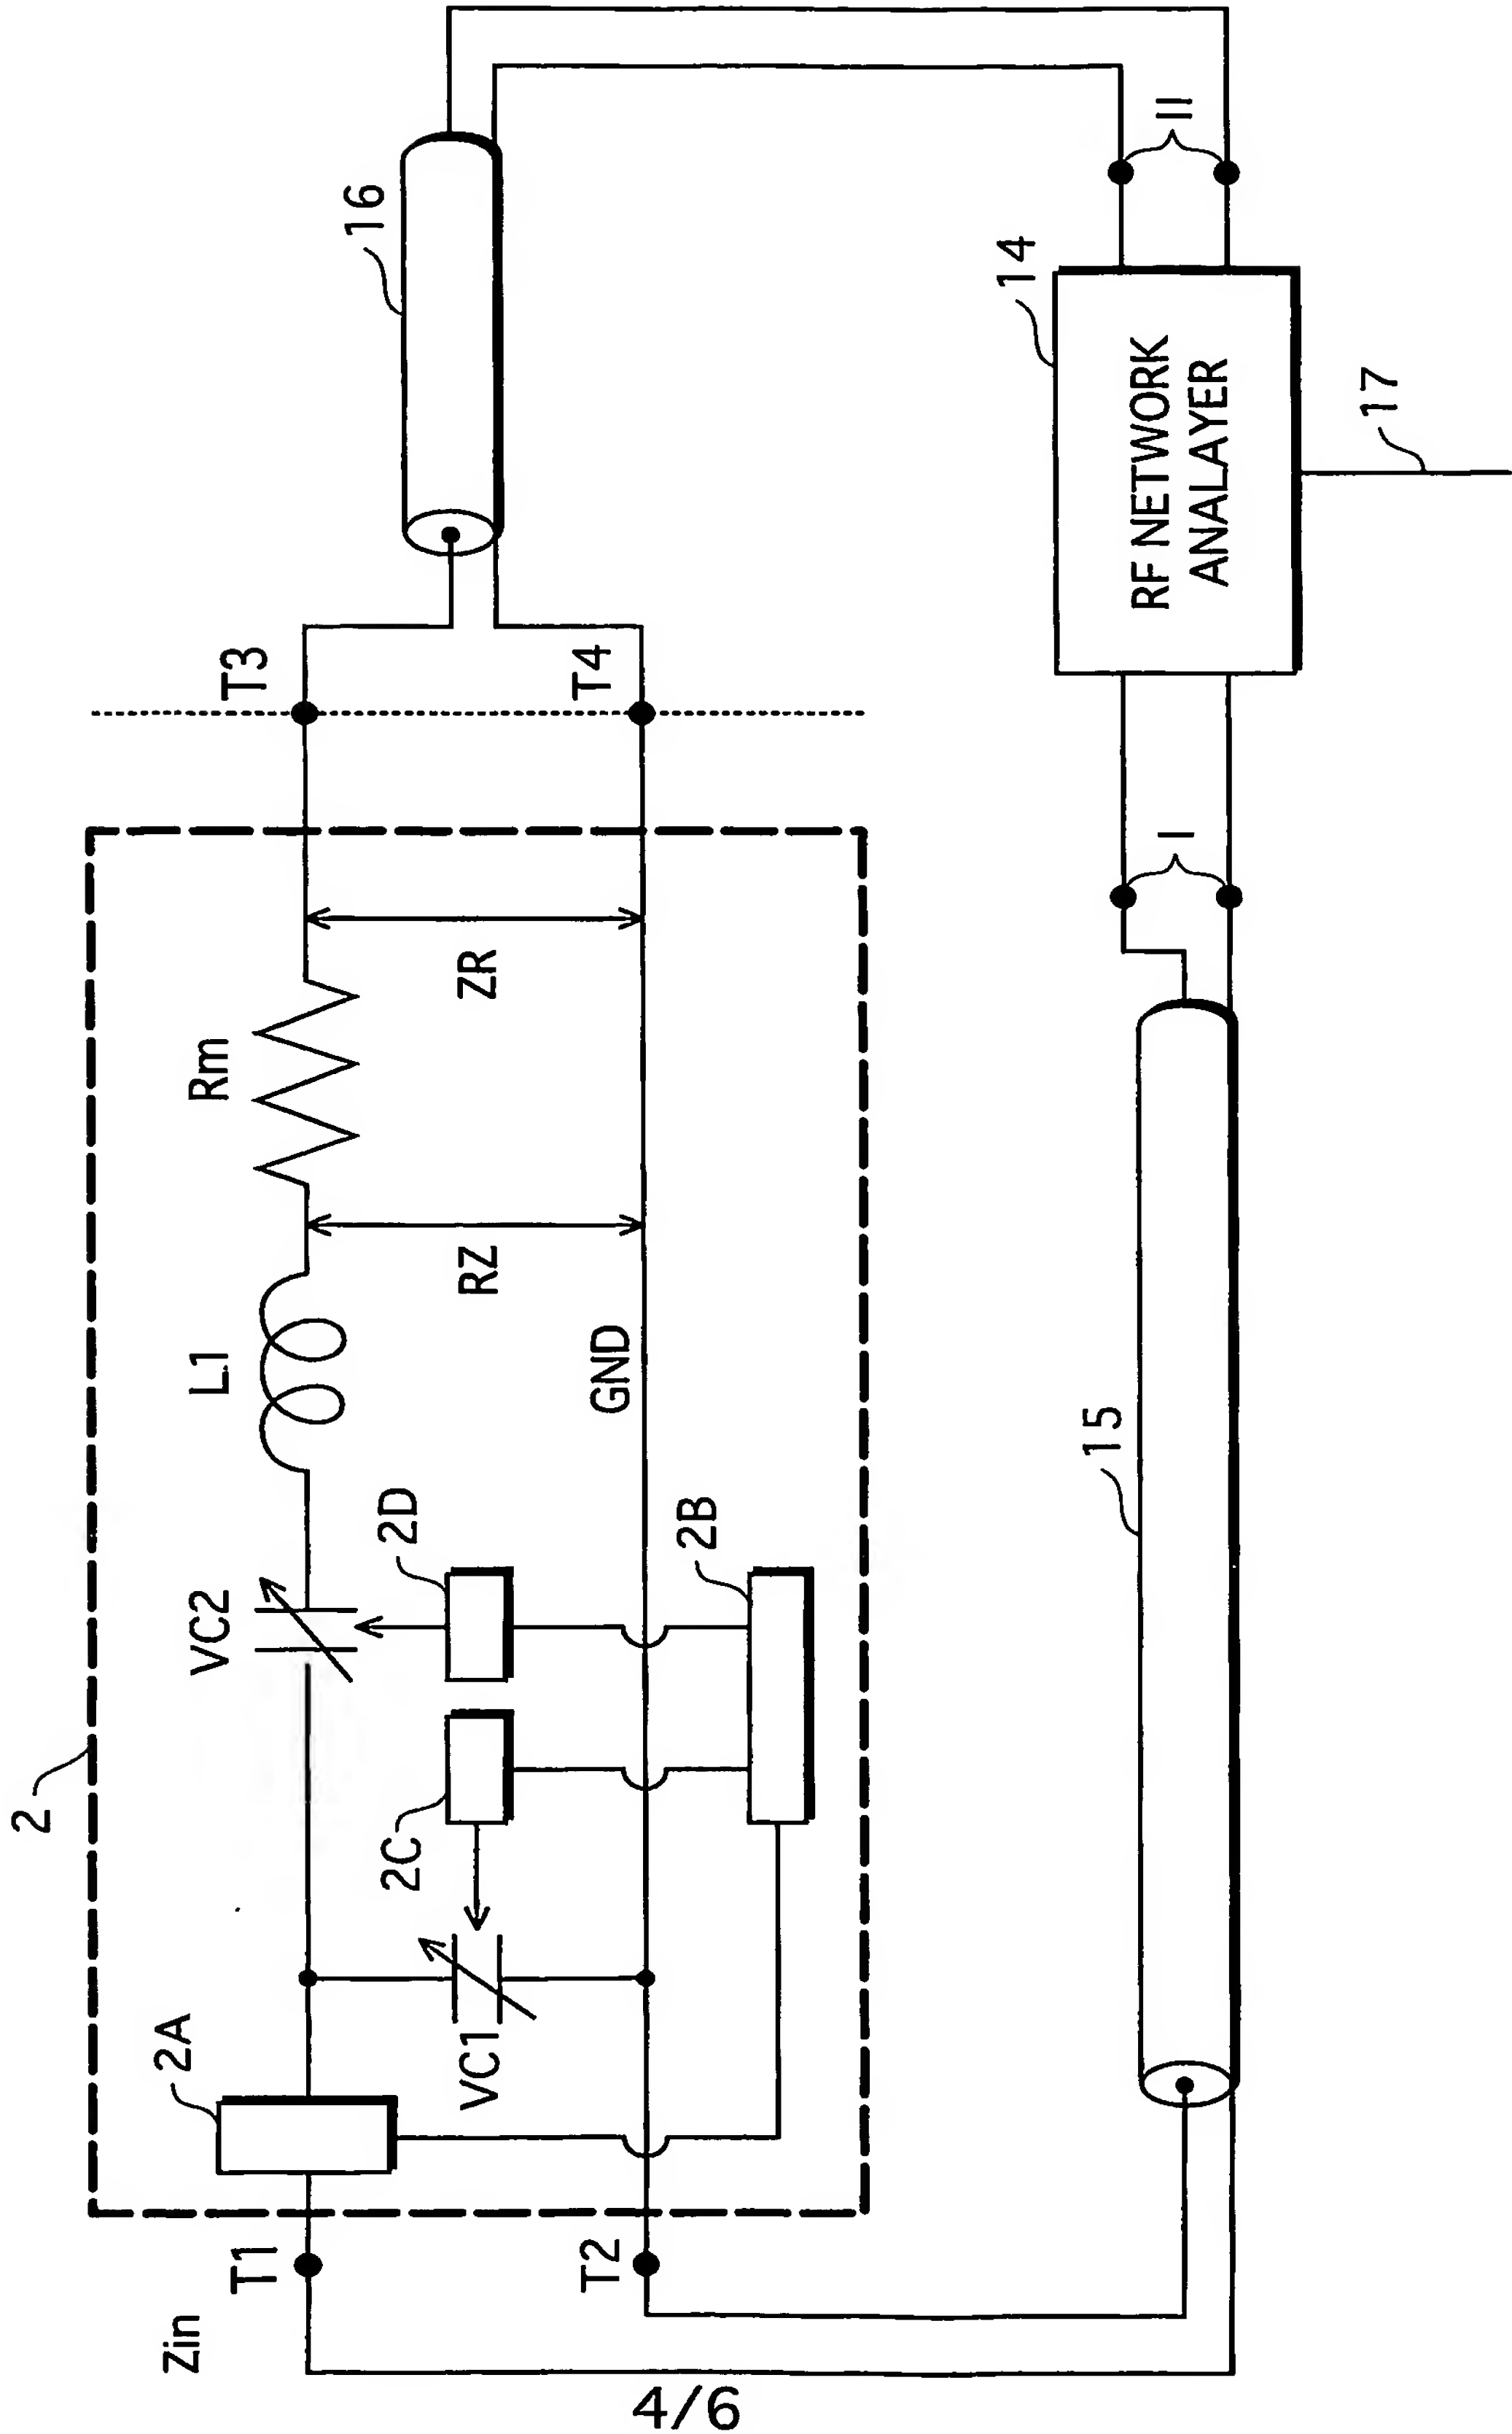 2
Zin
T1
T2
2A
VC1
2C
2D
2B
VC2
L1
GND
RZ
Rm
ZR
T3
T4
16
15
I
14
RF NETWORK
ANALAYER
II
17
4/6